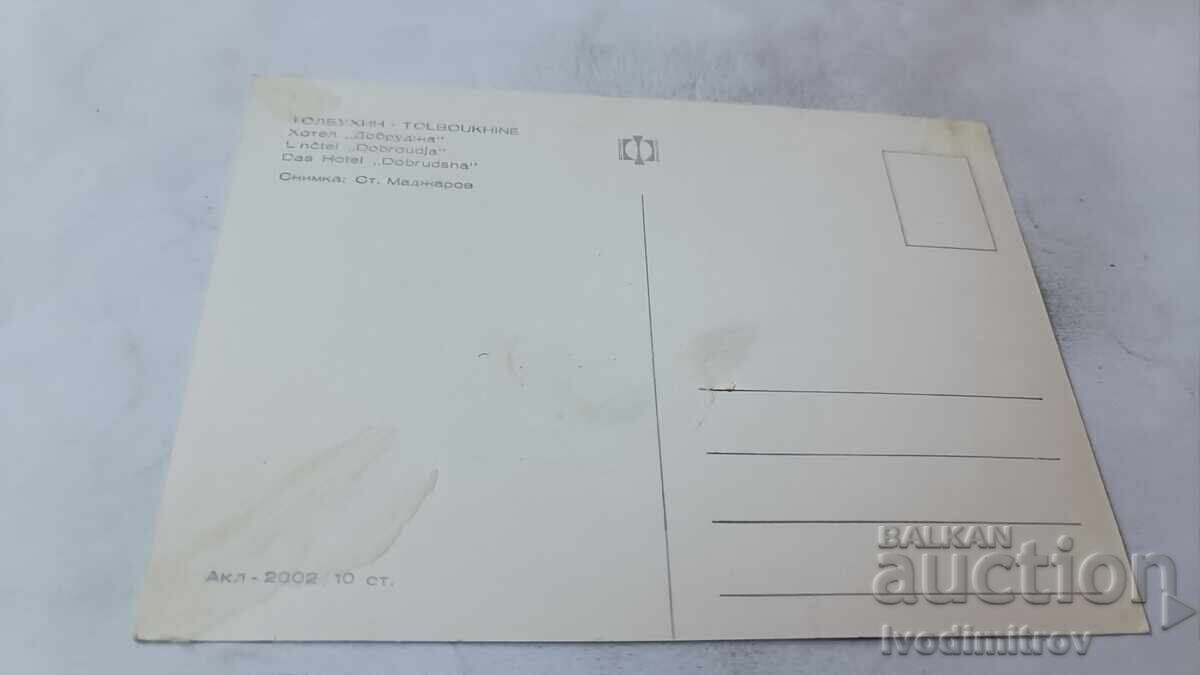 ТОЛБУХИН - TOLBOUKHINE
Хотел „Добруджа"
L'hôtel „Dobroudja"
Das Hotel „Dobrudsha"
Снимка: Ст. Маджаров
Акл - 2002 10 ст.
BALKAN
auction
Ivodimitrov